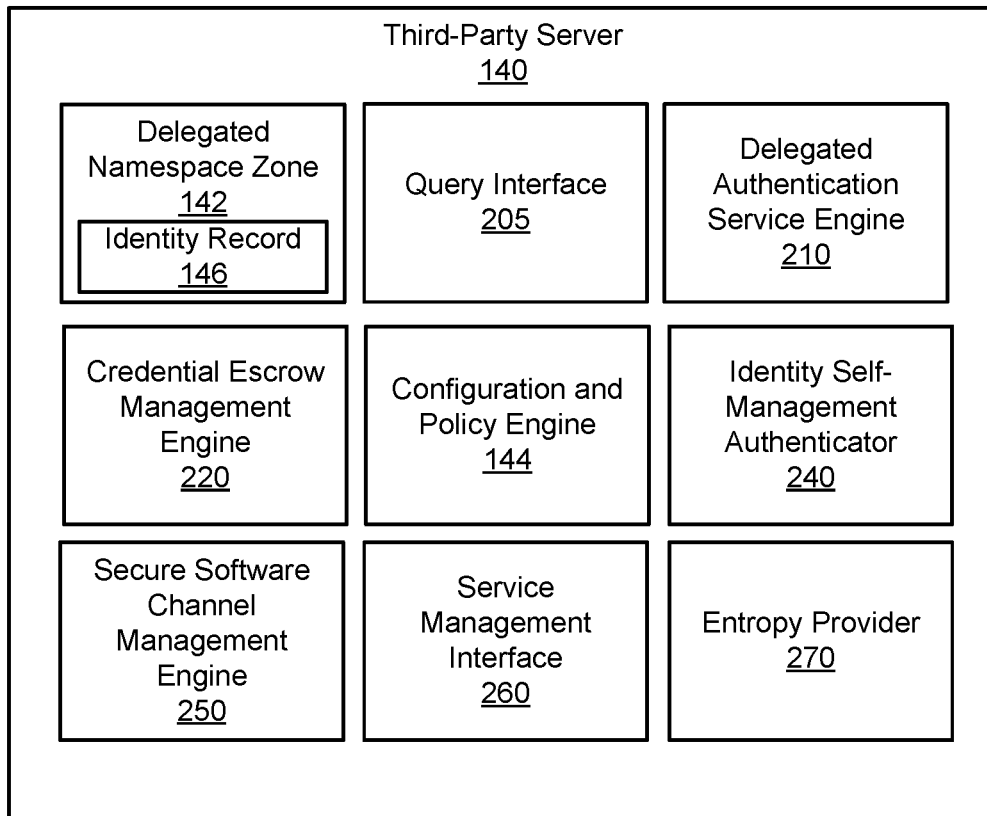 Third-Party Server
140
Delegated
Namespace Zone
142
Identity Record
146
Query Interface
205
Delegated
Authentication
Service Engine
210
Credential Escrow
Management
Engine
220
Configuration and
Policy Engine
144
Identity Self-
Management
Authenticator
240
Secure Software
Channel
Management
Engine
250
Service
Management
Interface
260
Entropy Provider
270